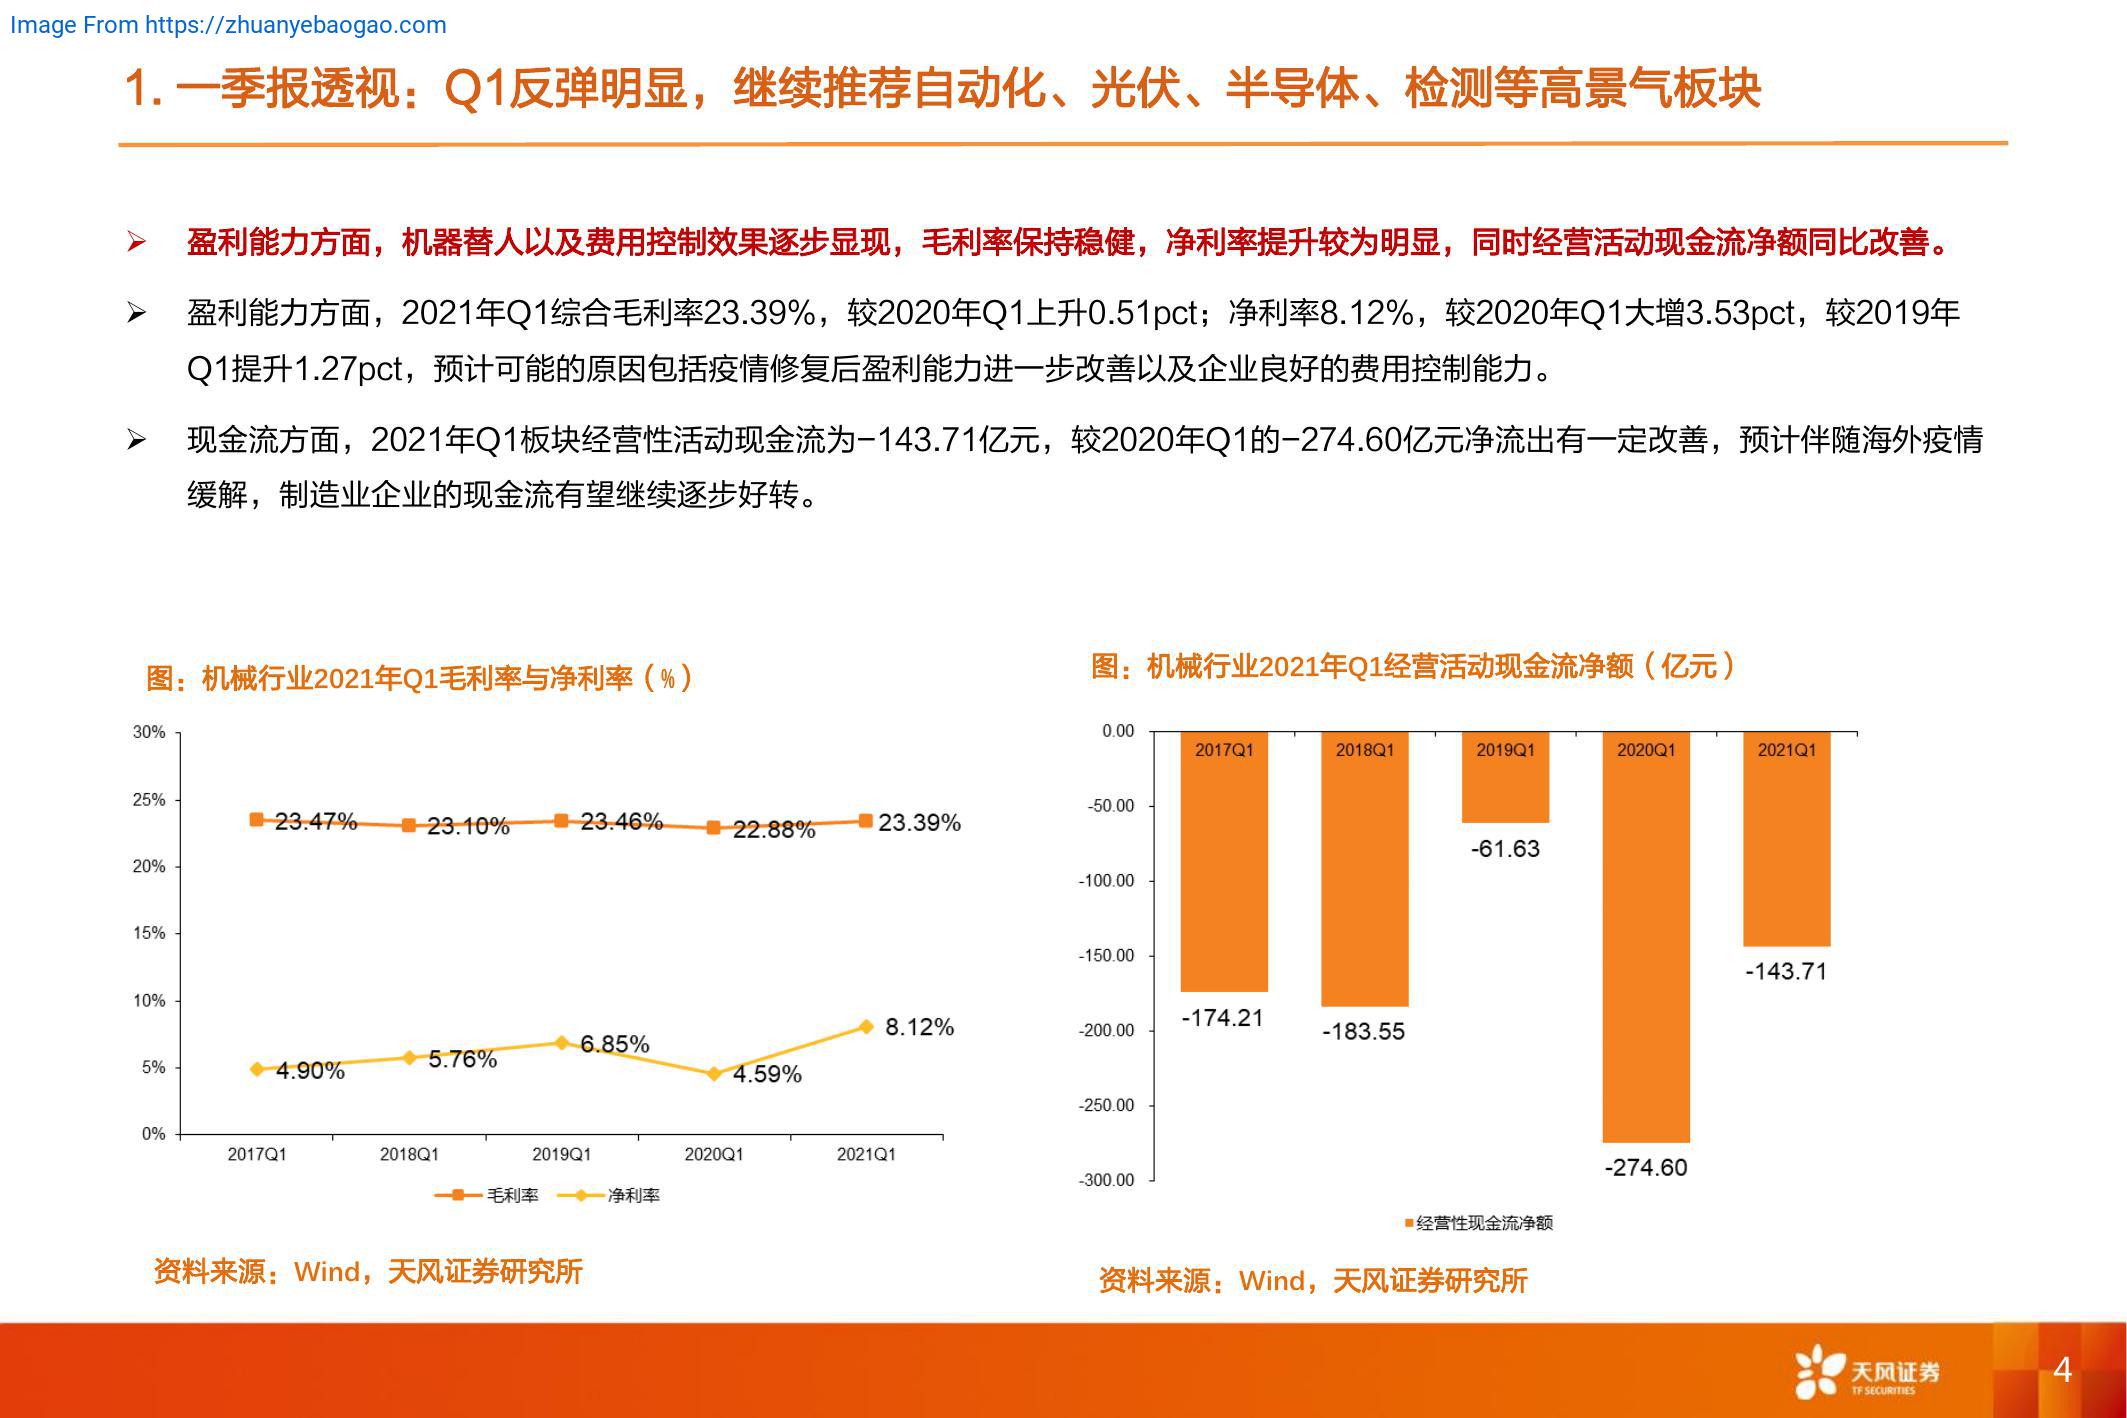 Image From https://zhuanyebaogao.com
1. 一季报透视：Q1反弹明显，继续推荐自动化、光伏、半导体、检测等高景气板块
盈利能力方面，机器替人以及费用控制效果逐步显现，毛利率保持稳健，净利率提升较为明显，同时经营活动现金流净额同比改善。
盈利能力方面，2021年Q1综合毛利率23.39%，较2020年Q1上升0.51pct；净利率8.12%，较2020年Q1大增3.53pct，较2019年
Q1提升1.27pct，预计可能的原因包括疫情修复后盈利能力进一步改善以及企业良好的费用控制能力。
现金流方面，2021年Q1板块经营性活动现金流为-143.71亿元，较2020年Q1的-274.60亿元净流出有一定改善，预计伴随海外疫情
缓解，制造业企业的现金流有望继续逐步好转。
图：机械行业2021年Q1毛利率与净利率（%）
30%
25%
20%
15%
10%
5%
0%
23.47%
23.10%
23.46%
22.88%
23.39%
4.90%
5.76%
6.85%
4.59%
8.12%
2017Q1
2018Q1
2019Q1
2020Q1
2021Q1
毛利率
净利率
资料来源：Wind，天风证券研究所
图：机械行业2021年Q1经营活动现金流净额（亿元）
0.00
-50.00
-100.00
-150.00
-200.00
-250.00
-300.00
2017Q1
2018Q1
2019Q1
2020Q1
2021Q1
-174.21
-183.55
-61.63
-274.60
-143.71
经营性现金流净额
资料来源：Wind，天风证券研究所
天风证券
TF SECURITIES
4